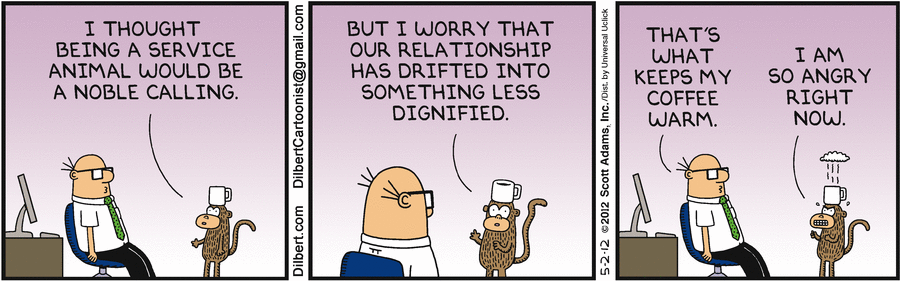 I THOUGHT
BEING A SERVICE
ANIMAL WOULD BE
A NOBLE CALLING.
Dilbert.com DilbertCartoonist@gmail.com
BUT I WORRY THAT
OUR RELATIONSHIP
HAS DRIFTED INTO
SOMETHING LESS
DIGNIFIED.
5-2-12 ©2012 Scott Adams, Inc./Dist. by Universal Uclick
THAT'S
WHAT
KEEPS MY
COFFEE
WARM.
I AM
SO ANGRY
RIGHT
NOW.